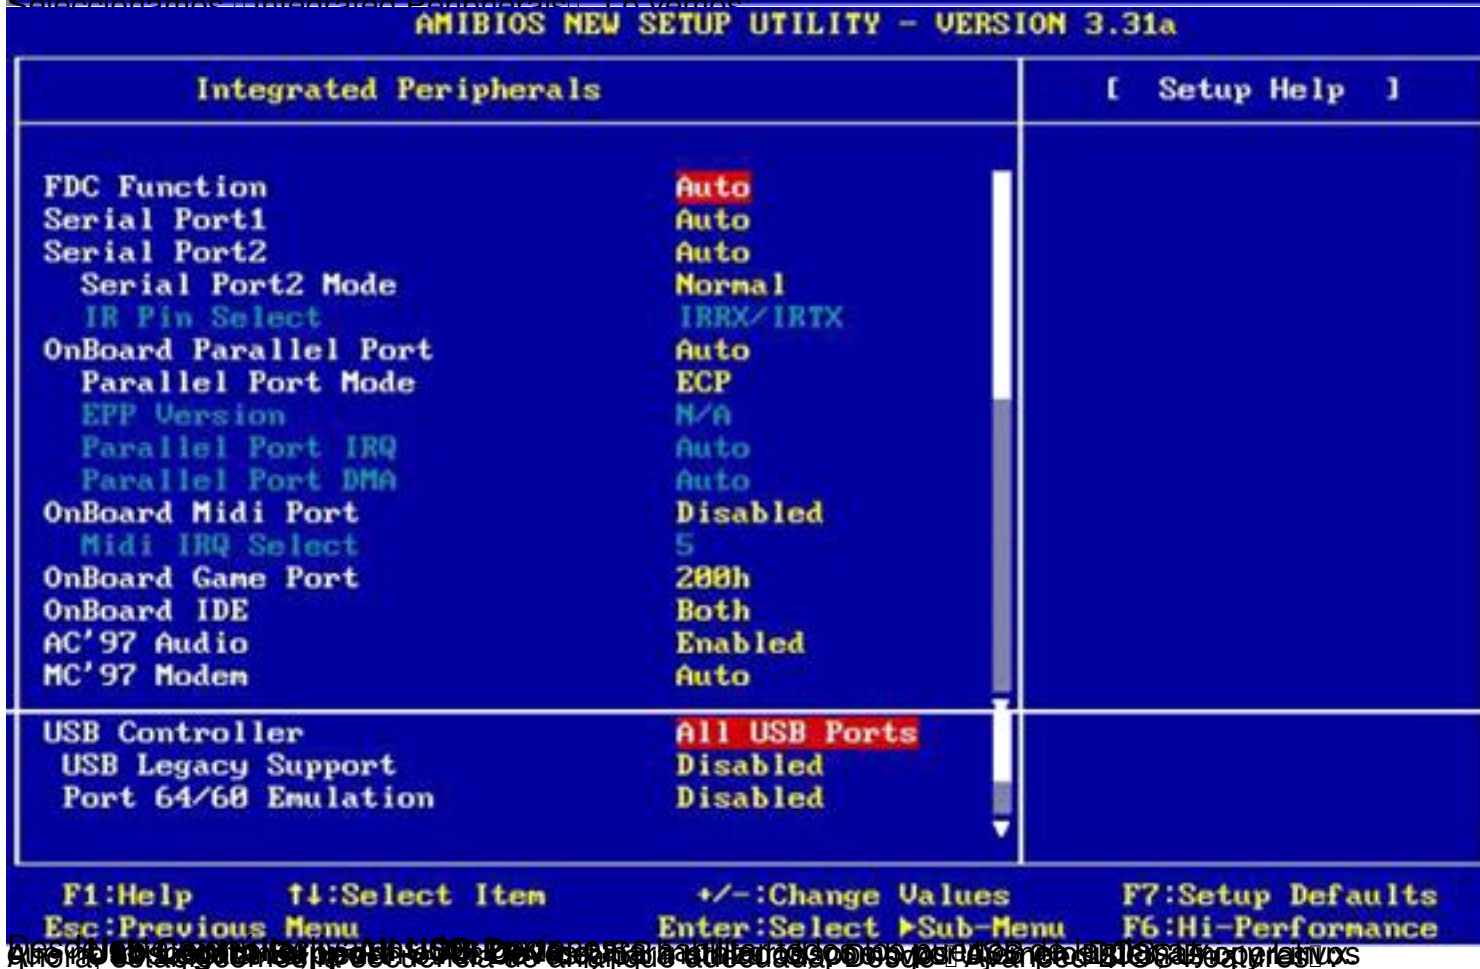 Seleccionamos Integrated Peripherals Lo vemos:
AMIBIOS NEW SETUP UTILITY - VERSION 3.31a
Integrated Peripherals [ Setup Help ]
FDC Function Auto
Serial Port1 Auto
Serial Port2 Auto
Serial Port2 Mode Normal
IR Pin Select IRRX/IRTX
OnBoard Parallel Port Auto
Parallel Port Mode ECP
EPP Version N/A
Parallel Port IRQ Auto
Parallel Port DMA Auto
OnBoard Midi Port Disabled
Midi IRQ Select 5
OnBoard Game Port 200h
OnBoard IDE Both
AC'97 Audio Enabled
MC'97 Modem Auto
USB Controller All USB Ports
USB Legacy Support Disabled
Port 64/60 Emulation Disabled
F1:Help ↑↓:Select Item +/-:Change Values F7:Setup Defaults
Esc:Previous Menu Enter:Select ▶Sub-Menu F6:Hi-Performance